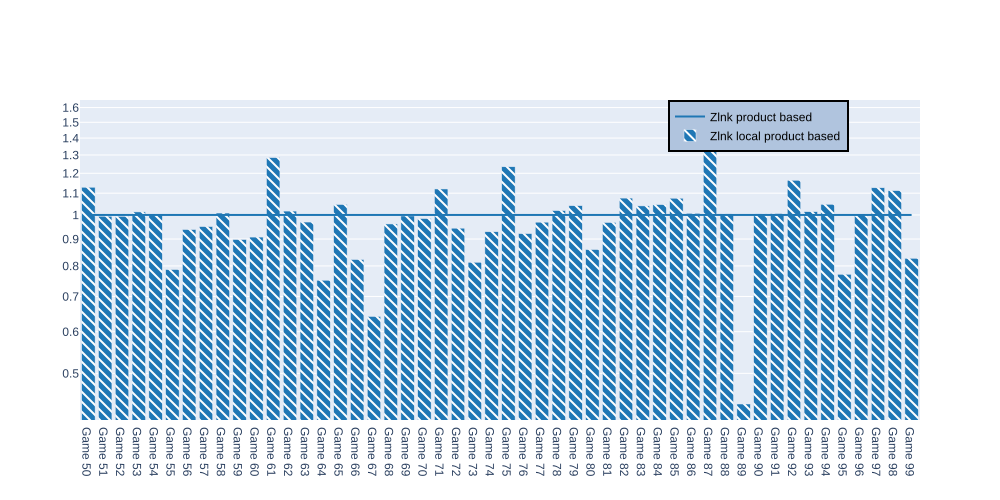 1.6
1.5
1.4
1.3
1.2
1.1
1
0.9
0.8
0.7
0.6
0.5
Zlnk product based
Zlnk local product based
Game 50
Game 51
Game 52
Game 53
Game 54
Game 55
Game 56
Game 57
Game 58
Game 59
Game 60
Game 61
Game 62
Game 63
Game 64
Game 65
Game 66
Game 67
Game 68
Game 69
Game 70
Game 71
Game 72
Game 73
Game 74
Game 75
Game 76
Game 77
Game 78
Game 79
Game 80
Game 81
Game 82
Game 83
Game 84
Game 85
Game 86
Game 87
Game 88
Game 89
Game 90
Game 91
Game 92
Game 93
Game 94
Game 95
Game 96
Game 97
Game 98
Game 99